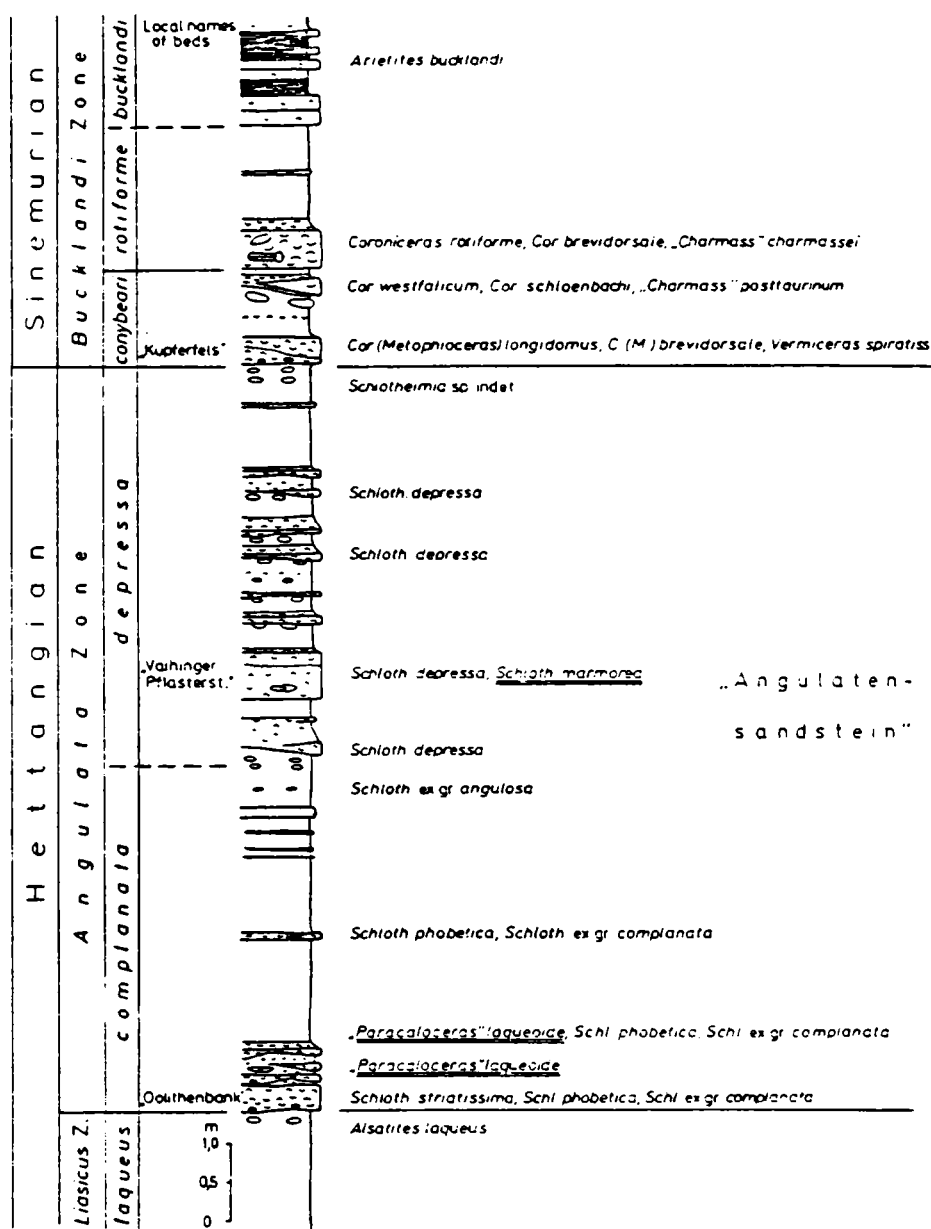 Local names
of beds
Arietites bucklandi
Coroniceras rotiforme, Cor brevidorsale, „Charmass" charmassei
Cor westfalicum, Cor schloenbachi, „Charmass" posttaurinum
„Kupferfels"
Cor (Metophioceras) longidomus, C (M) brevidorsale, Vermiceras spiratiss
Schlotheimia sp indet
Schloth. depressa
Schloth depressa
„Vaihinger
Pflasterst."
Schloth depressa, Schloth marmorea
„Angulaten-
sandstein"
Schloth depressa
Schloth ex gr angulosa
Schloth phobetica, Schloth ex gr complanata
„Paracaloceras" laqueoide, Schl phobetica, Schl ex gr complanata
„Paracaloceras" laqueoide
„Oolithenbank"
Schloth striatissima, Schl phobetica, Schl ex gr complanata
Alsatites laqueus
m
1,0
0,5
0
Sinemurian
Hettangian
Bucklandi Zone
Angulata Zone
Liasicus Z.
bucklandi
rotiforme
conybeari
depressa
complanata
laqueus